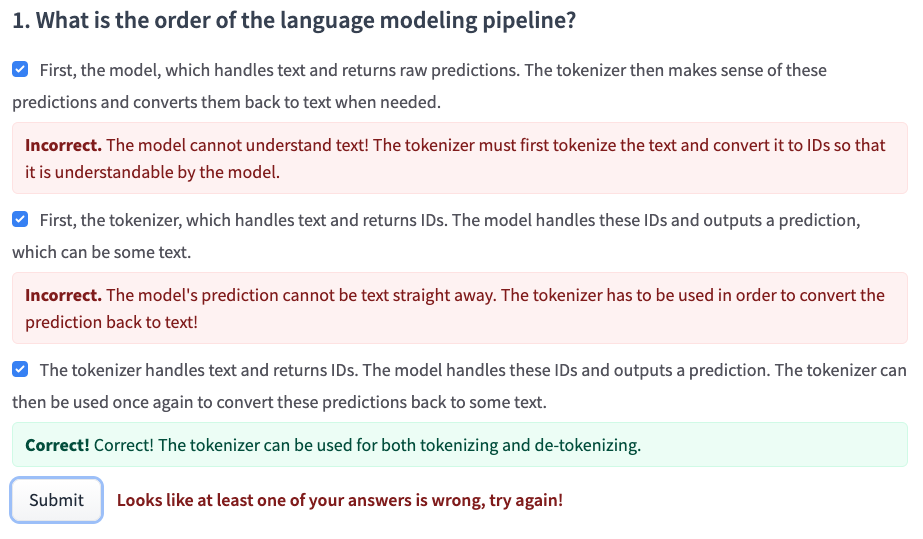 1. What is the order of the language modeling pipeline?
First, the model, which handles text and returns raw predictions. The tokenizer then makes sense of these
predictions and converts them back to text when needed.
Incorrect. The model cannot understand text! The tokenizer must first tokenize the text and convert it to IDs so that
it is understandable by the model.
First, the tokenizer, which handles text and returns IDs. The model handles these IDs and outputs a prediction,
which can be some text.
Incorrect. The model's prediction cannot be text straight away. The tokenizer has to be used in order to convert the
prediction back to text!
The tokenizer handles text and returns IDs. The model handles these IDs and outputs a prediction. The tokenizer can
then be used once again to convert these predictions back to some text.
Correct! Correct! The tokenizer can be used for both tokenizing and de-tokenizing.
Submit Looks like at least one of your answers is wrong, try again!